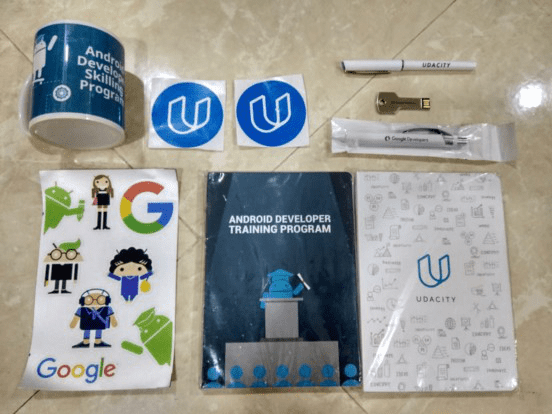 Android
Developer
Skilling
Program
UDACITY
Google Developers
G
Google
ANDROID DEVELOPER
TRAINING PROGRAM
UDACITY